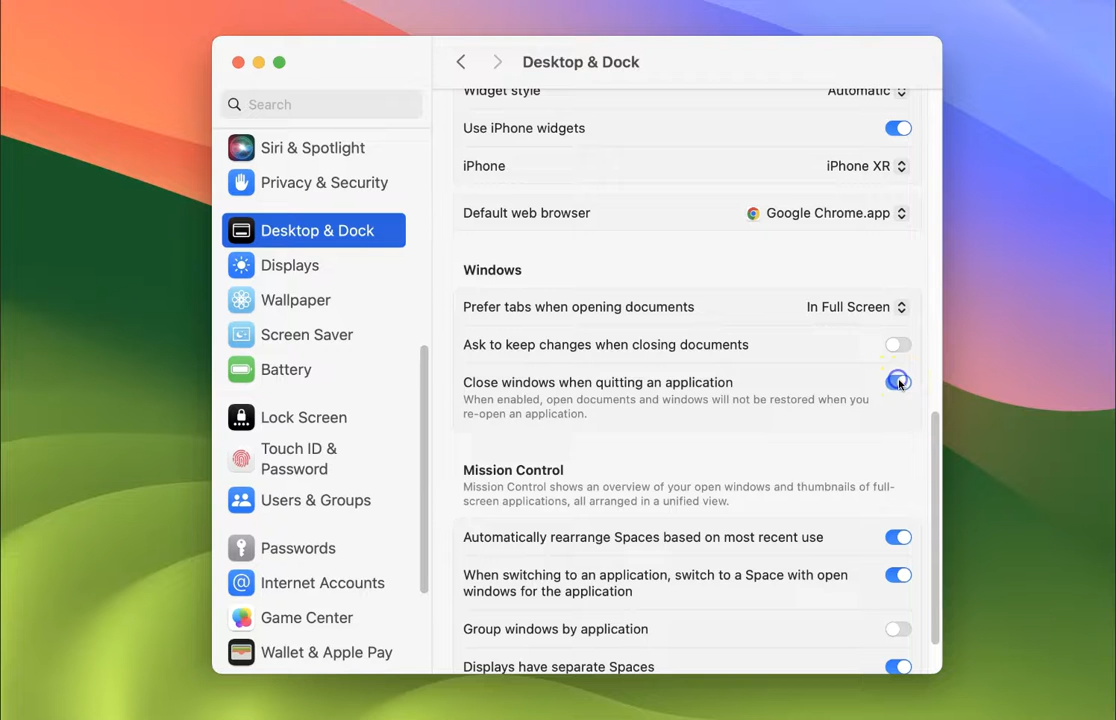 Desktop & Dock
Search
Siri & Spotlight
Privacy & Security
Desktop & Dock
Displays
Wallpaper
Screen Saver
Battery
Lock Screen
Touch ID &
Password
Users & Groups
Passwords
Internet Accounts
Game Center
Wallet & Apple Pay
Widget style Automatic
Use iPhone widgets
iPhone iPhone XR
Default web browser Google Chrome.app
Windows
Prefer tabs when opening documents In Full Screen
Ask to keep changes when closing documents
Close windows when quitting an application
When enabled, open documents and windows will not be restored when you
re-open an application.
Mission Control
Mission Control shows an overview of your open windows and thumbnails of full-
screen applications, all arranged in a unified view.
Automatically rearrange Spaces based on most recent use
When switching to an application, switch to a Space with open
windows for the application
Group windows by application
Displays have separate Spaces